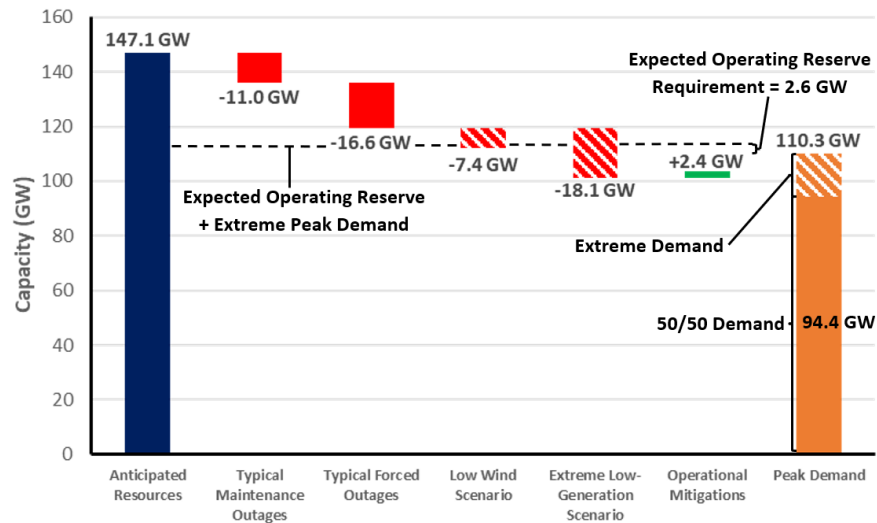 160
140
120
100
80
60
40
20
0
Capacity (GW)
147.1 GW
-11.0 GW
-16.6 GW
-7.4 GW
-18.1 GW
+2.4 GW
110.3 GW
Expected Operating Reserve
Requirement = 2.6 GW
Expected Operating Reserve
+ Extreme Peak Demand
Extreme Demand
50/50 Demand
94.4 GW
Anticipated
Resources
Typical
Maintenance
Outages
Typical Forced
Outages
Low Wind
Scenario
Extreme Low-
Generation
Scenario
Operational
Mitigations
Peak Demand